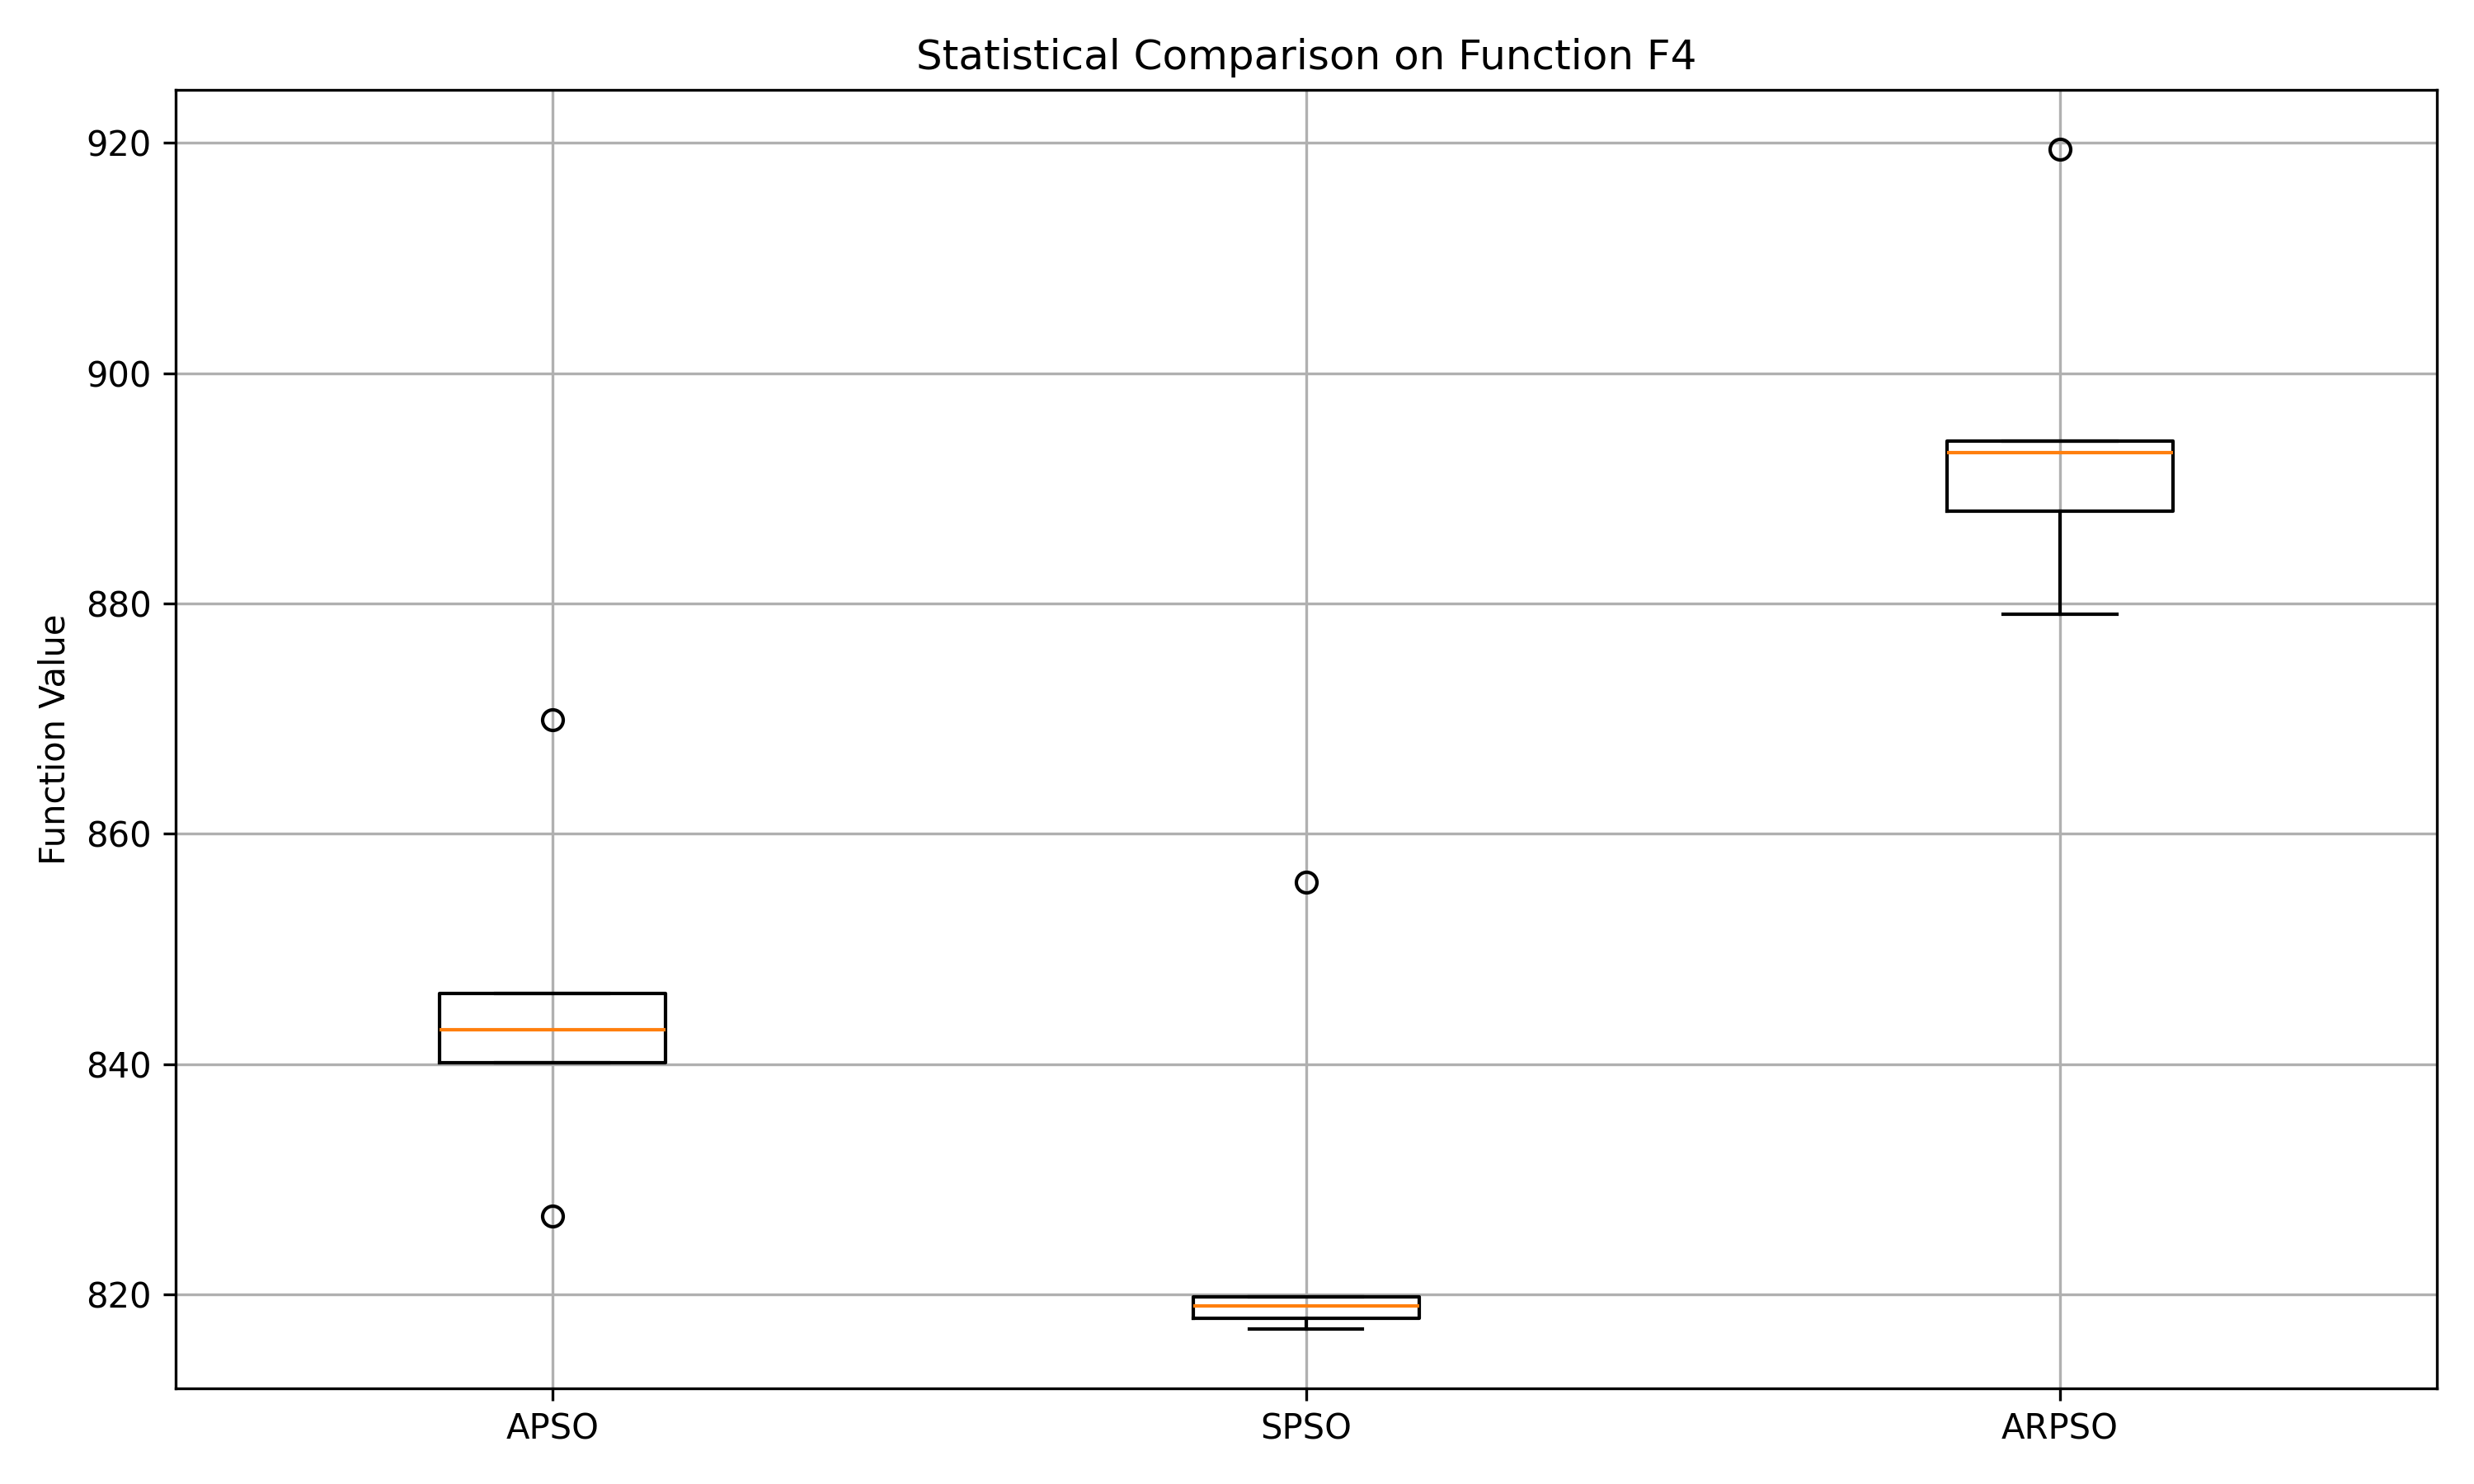 Statistical Comparison on Function F4
Function Value
920
900
880
860
840
820
APSO
SPSO
ARPSO